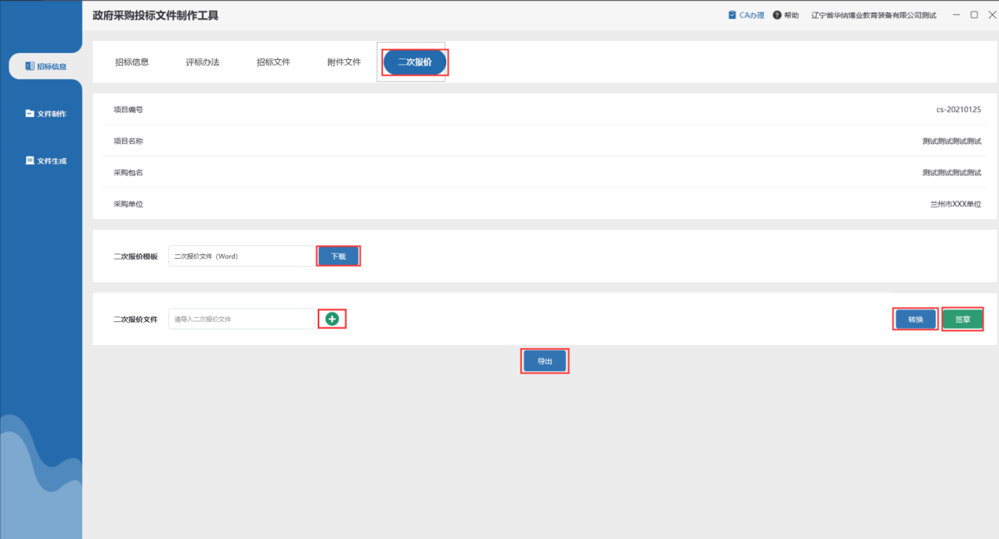 政府采购投标文件制作工具
CA办理 帮助 辽宁省华纳博业教育装备有限公司测试
招标信息
文件制作
文件生成
招标信息 评标办法 招标文件 附件文件 二次报价
项目编号 cs-20210125
项目名称 测试测试测试测试
采购包名 测试测试测试测试
采购单位 兰州市XXX单位
二次报价模板 二次报价文件（Word） 下载
二次报价文件 请导入二次报价文件 转换 签章
导出